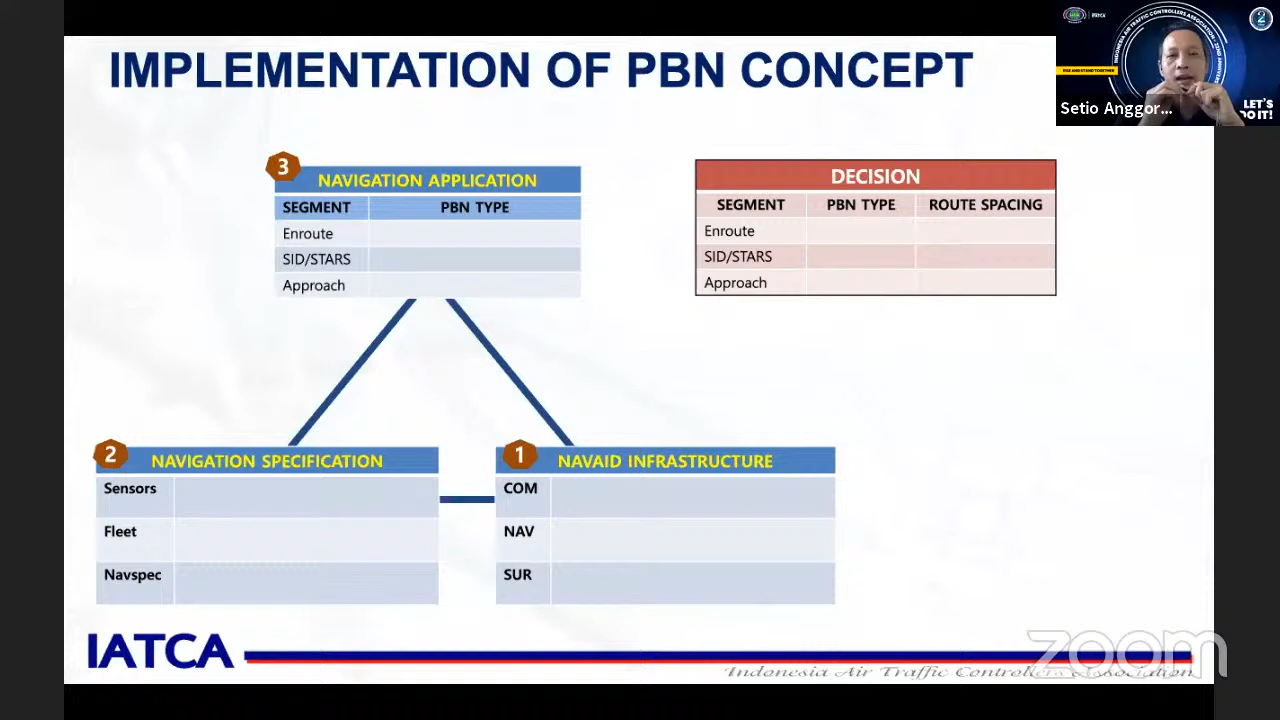 IMPLEMENTATION OF PBN CONCEPT
Setio Anggor...
LET'S
DO IT!
3
NAVIGATION APPLICATION
SEGMENT PBN TYPE
Enroute
SID/STARS
Approach
DECISION
SEGMENT PBN TYPE ROUTE SPACING
Enroute
SID/STARS
Approach
2
NAVIGATION SPECIFICATION
Sensors
Fleet
Navspec
1
NAVAID INFRASTRUCTURE
COM
NAV
SUR
IATCA
Indonesia Air Traffic Controllers Association
zoom